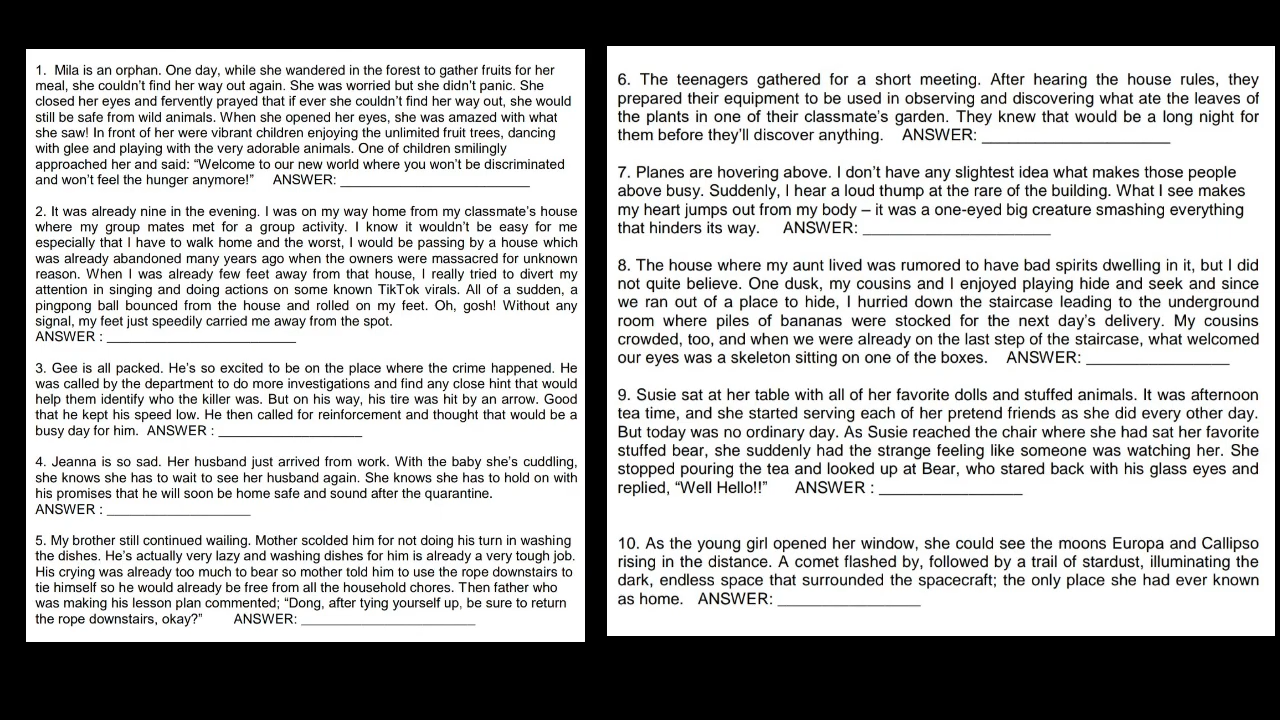 1. Mila is an orphan. One day, while she wandered in the forest to gather fruits for her
meal, she couldn't find her way out again. She was worried but she didn't panic. She
closed her eyes and fervently prayed that if ever she couldn't find her way out, she would
still be safe from wild animals. When she opened her eyes, she was amazed with what
she saw! In front of her were vibrant children enjoying the unlimited fruit trees, dancing
with glee and playing with the very adorable animals. One of children smilingly
approached her and said: “Welcome to our new world where you won't be discriminated
and won't feel the hunger anymore!” ANSWER: __________________________
2. It was already nine in the evening. I was on my way home from my classmate's house
where my group mates met for a group activity. I know it wouldn't be easy for me
especially that I have to walk home and the worst, I would be passing by a house which
was already abandoned many years ago when the owners were massacred for unknown
reason. When I was already few feet away from that house, I really tried to divert my
attention in singing and doing actions on some known TikTok virals. All of a sudden, a
pingpong ball bounced from the house and rolled on my feet. Oh, gosh! Without any
signal, my feet just speedily carried me away from the spot.
ANSWER : __________________________
3. Gee is all packed. He's so excited to be on the place where the crime happened. He
was called by the department to do more investigations and find any close hint that would
help them identify who the killer was. But on his way, his tire was hit by an arrow. Good
that he kept his speed low. He then called for reinforcement and thought that would be a
busy day for him. ANSWER : ____________________
4. Jeanna is so sad. Her husband just arrived from work. With the baby she's cuddling,
she knows she has to wait to see her husband again. She knows she has to hold on with
his promises that he will soon be home safe and sound after the quarantine.
ANSWER : ____________________
5. My brother still continued wailing. Mother scolded him for not doing his turn in washing
the dishes. He's actually very lazy and washing dishes for him is already a very tough job.
His crying was already too much to bear so mother told him to use the rope downstairs to
tie himself so he would already be free from all the household chores. Then father who
was making his lesson plan commented; “Dong, after tying yourself up, be sure to return
the rope downstairs, okay?” ANSWER: ________________________
6. The teenagers gathered for a short meeting. After hearing the house rules, they
prepared their equipment to be used in observing and discovering what ate the leaves of
the plants in one of their classmate's garden. They knew that would be a long night for
them before they'll discover anything. ANSWER: ______________________
7. Planes are hovering above. I don't have any slightest idea what makes those people
above busy. Suddenly, I hear a loud thump at the rare of the building. What I see makes
my heart jumps out from my body – it was a one-eyed big creature smashing everything
that hinders its way. ANSWER: ______________________
8. The house where my aunt lived was rumored to have bad spirits dwelling in it, but I did
not quite believe. One dusk, my cousins and I enjoyed playing hide and seek and since
we ran out of a place to hide, I hurried down the staircase leading to the underground
room where piles of bananas were stocked for the next day's delivery. My cousins
crowded, too, and when we were already on the last step of the staircase, what welcomed
our eyes was a skeleton sitting on one of the boxes. ANSWER: _________________
9. Susie sat at her table with all of her favorite dolls and stuffed animals. It was afternoon
tea time, and she started serving each of her pretend friends as she did every other day.
But today was no ordinary day. As Susie reached the chair where she had sat her favorite
stuffed bear, she suddenly had the strange feeling like someone was watching her. She
stopped pouring the tea and looked up at Bear, who stared back with his glass eyes and
replied, “Well Hello!!” ANSWER : _________________
10. As the young girl opened her window, she could see the moons Europa and Callipso
rising in the distance. A comet flashed by, followed by a trail of stardust, illuminating the
dark, endless space that surrounded the spacecraft; the only place she had ever known
as home. ANSWER: _________________